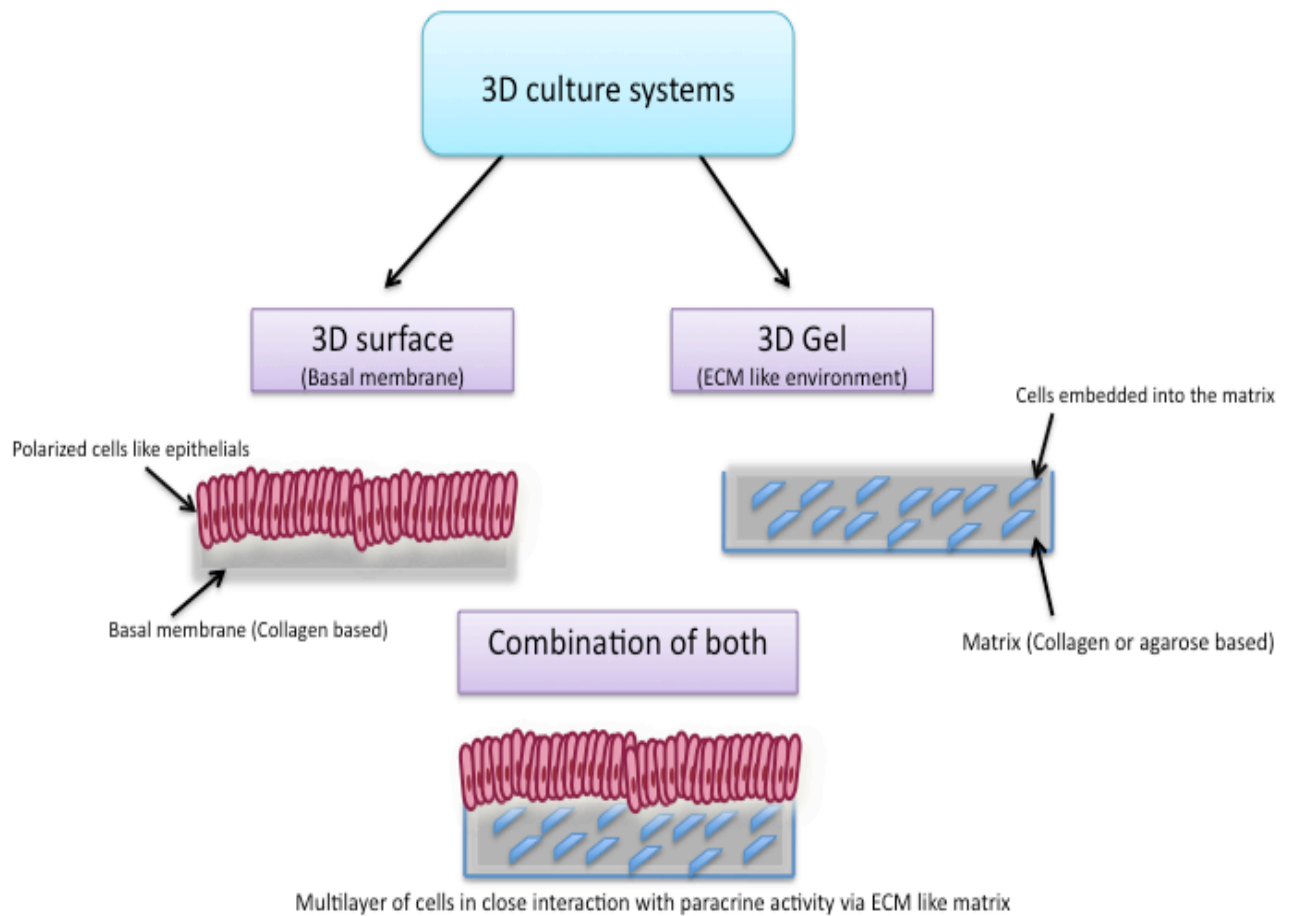 3D culture systems
3D surface
(Basal membrane)
3D Gel
(ECM like environment)
Cells embedded into the matrix
Polarized cells like epithelials
Basal membrane (Collagen based)
Matrix (Collagen or agarose based)
Combination of both
Multilayer of cells in close interaction with paracrine activity via ECM like matrix